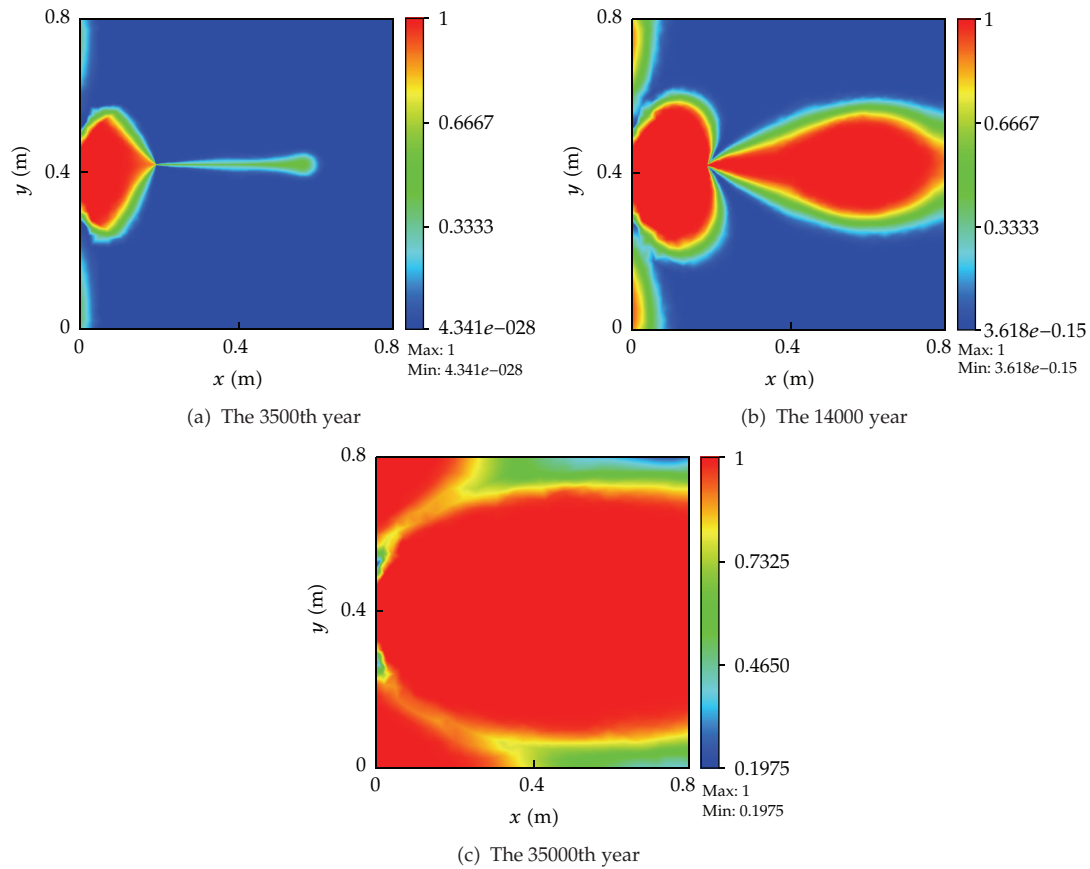 0.8
0.4
0
y (m)
0
0.4
0.8
x (m)
1
0.6667
0.3333
4.341e−028
Max: 1
Min: 4.341e−028
(a) The 3500th year
0.8
0.4
0
y (m)
0
0.4
0.8
x (m)
1
0.6667
0.3333
3.618e−0.15
Max: 1
Min: 3.618e−0.15
(b) The 14000 year
0.8
0.4
0
y (m)
0
0.4
0.8
x (m)
1
0.7325
0.4650
0.1975
Max: 1
Min: 0.1975
(c) The 35000th year